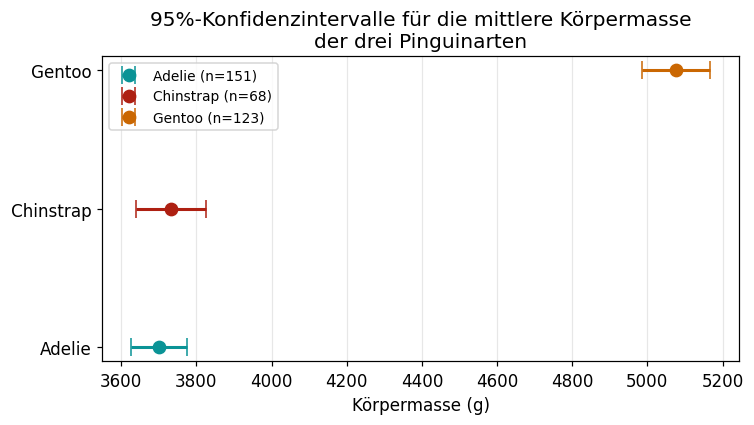 95%-Konfidenzintervalle für die mittlere Körpermasse
der drei Pinguinarten
Gentoo
Chinstrap
Adelie
Adelie (n=151)
Chinstrap (n=68)
Gentoo (n=123)
3600 3800 4000 4200 4400 4600 4800 5000 5200
Körpermasse (g)